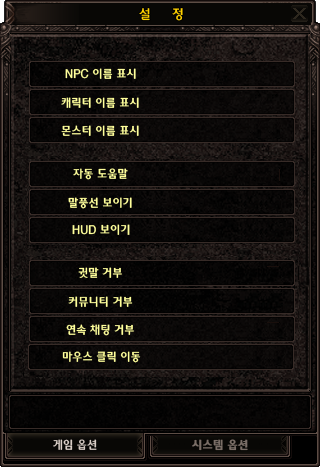 설 정
NPC 이름 표시
캐릭터 이름 표시
몬스터 이름 표시
자동 도움말
말풍선 보이기
HUD 보이기
귓말 거부
커뮤니티 거부
연속 채팅 거부
마우스 클릭 이동
게임 옵션
시스템 옵션